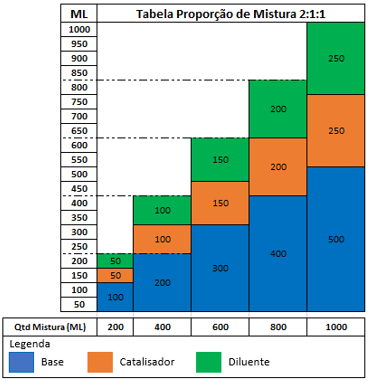 ML Tabela Proporção de Mistura 2:1:1
1000
950
900 250
850
800
750
700 200 250
650
600
550 150 200
500
450
400 100 150 500
350
300 100 300 400
250
200 50 200
150 50
100 100
50
Qtd Mistura (ML) 200 400 600 800 1000
Legenda
Base Catalisador Diluente